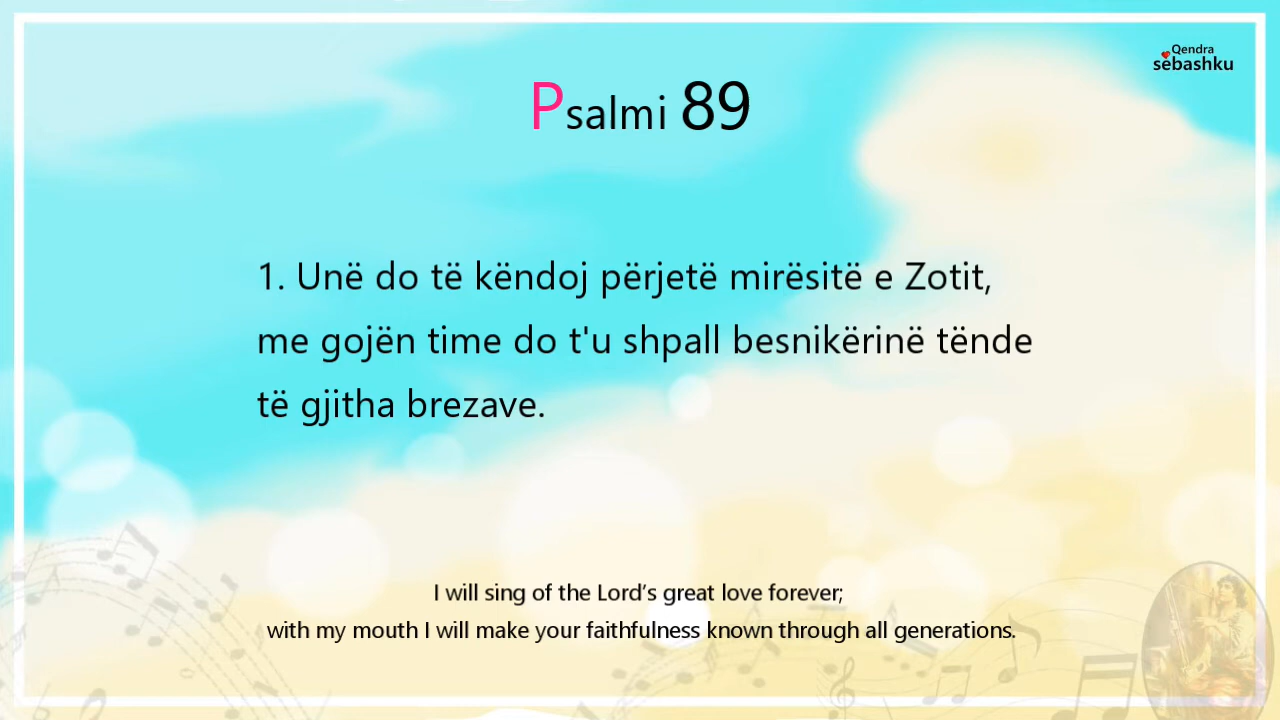 Qendra
sëbashku
Psalmi 89
1. Unë do të këndoj përjetë mirësitë e Zotit,
me gojën time do t'u shpall besnikërinë tënde
të gjitha brezave.
I will sing of the Lord’s great love forever;
with my mouth I will make your faithfulness known through all generations.